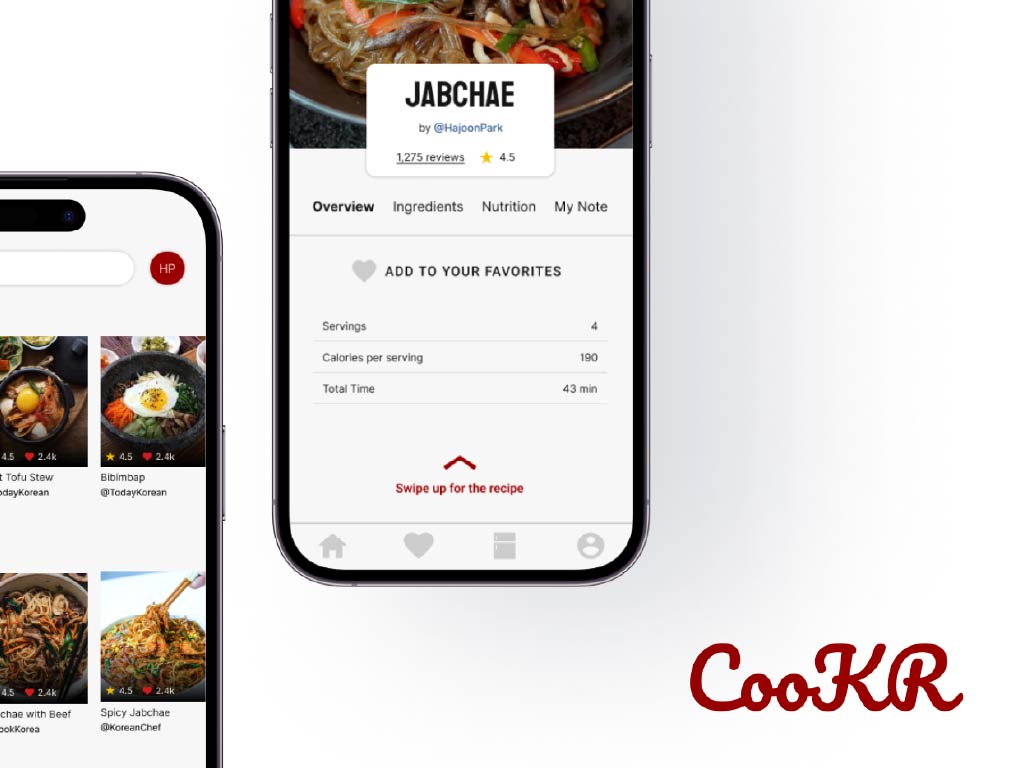 JABCHAE
by @HajoonPark
1,275 reviews 4.5
Overview Ingredients Nutrition My Note
ADD TO YOUR FAVORITES
Servings 4
Calories per serving 190
Total Time 43 min
Swipe up for the recipe
HP
4.5 2.4k
Tofu Stew
4.5 2.4k
Bibimbap
@TodayKorean
4.5 2.4k
with Beef
4.5 2.4k
Spicy Jabchae
@KoreanChef
CooKR